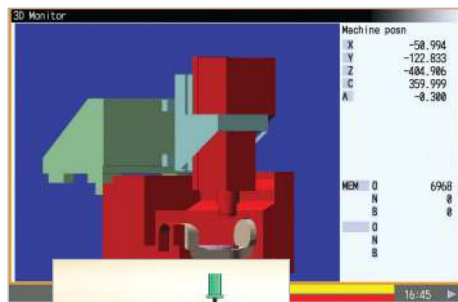 3D Monitor
Machine posn
X -50.994
Y -122.833
Z -404.906
C 359.999
A -0.300
MEM O 6968
N 0
B 0
O
N
B
16:45